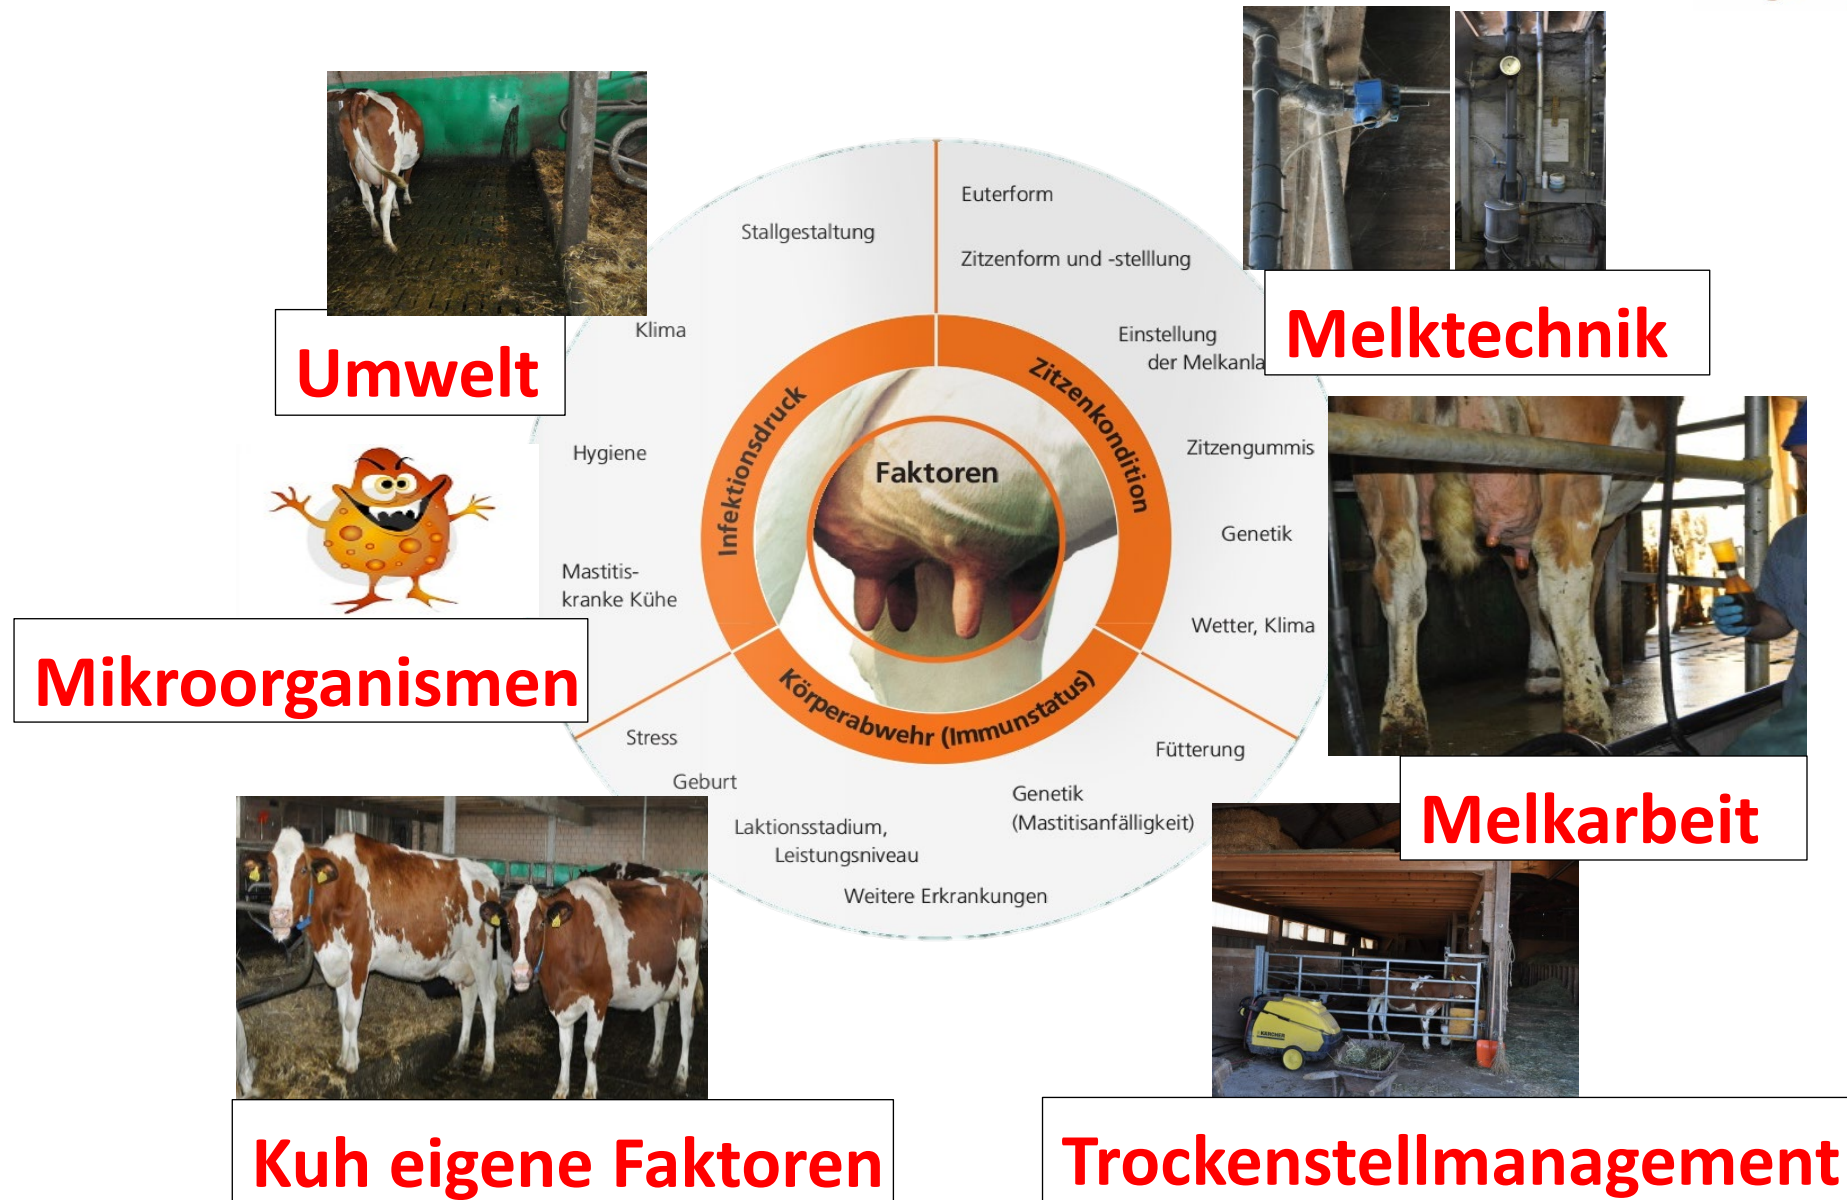 Umwelt
Mikroorganismen
Kuh eigene Faktoren
Melktechnik
Melkarbeit
Trockenstellmanagement
Faktoren
Infektionsdruck
Stallgestaltung
Klima
Hygiene
Mastitis-
kranke Kühe
Zitzenkondition
Euterform
Zitzenform und -stelllung
Einstellung
der Melkanla
Zitzengummis
Genetik
Wetter, Klima
Körperabwehr (Immunstatus)
Stress
Geburt
Laktionsstadium,
Leistungsniveau
Weitere Erkrankungen
Genetik
(Mastitisanfälligkeit)
Fütterung
KÄRCHER